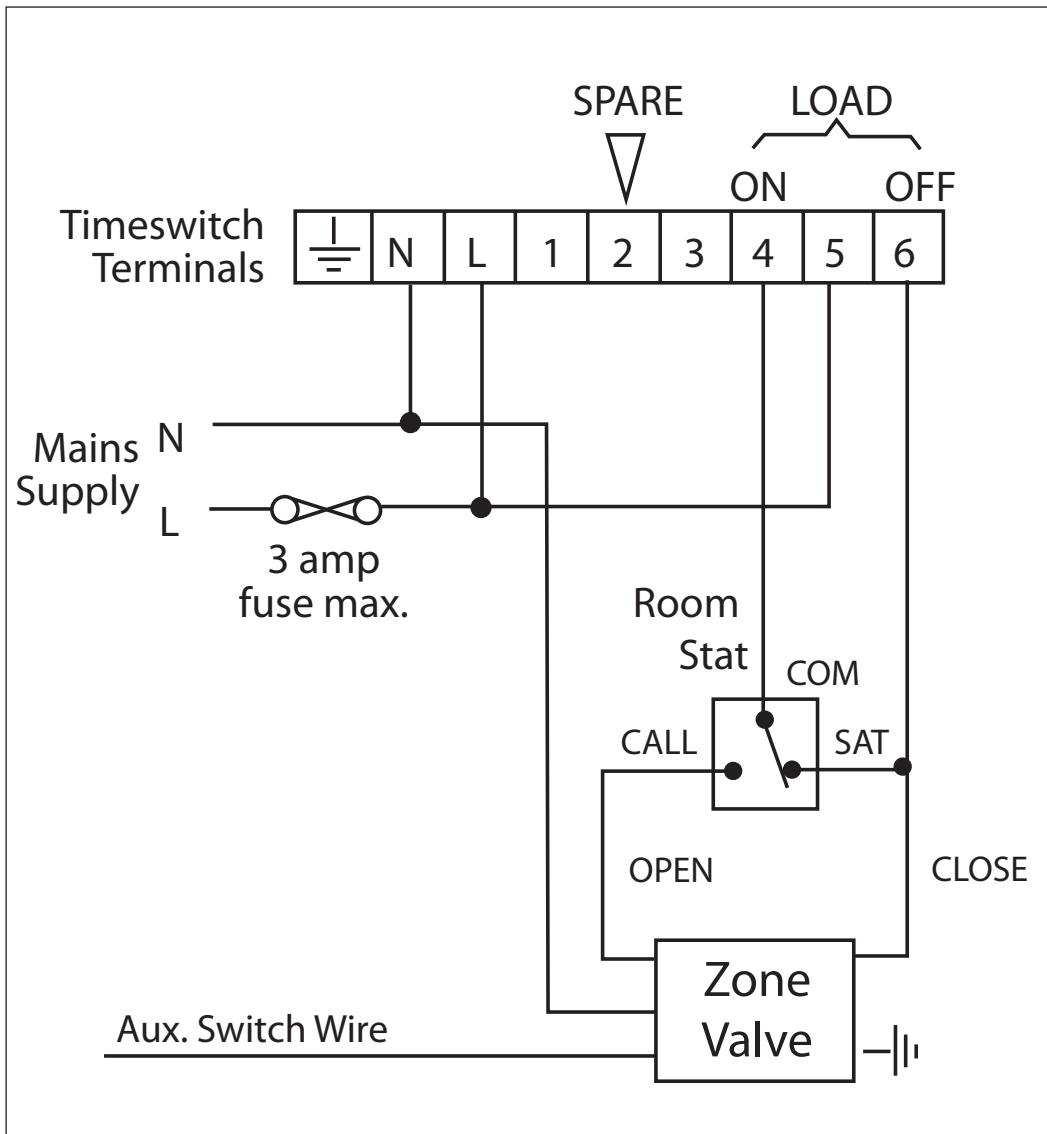 SPARE
LOAD
ON
OFF
Timeswitch
Terminals
N
L
1
2
3
4
5
6
Mains
Supply
N
L
3 amp
fuse max.
Room
Stat
COM
CALL
SAT
OPEN
CLOSE
Zone
Valve
Aux. Switch Wire